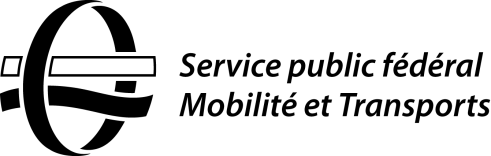 Service public fédéral
Mobilité et Transports